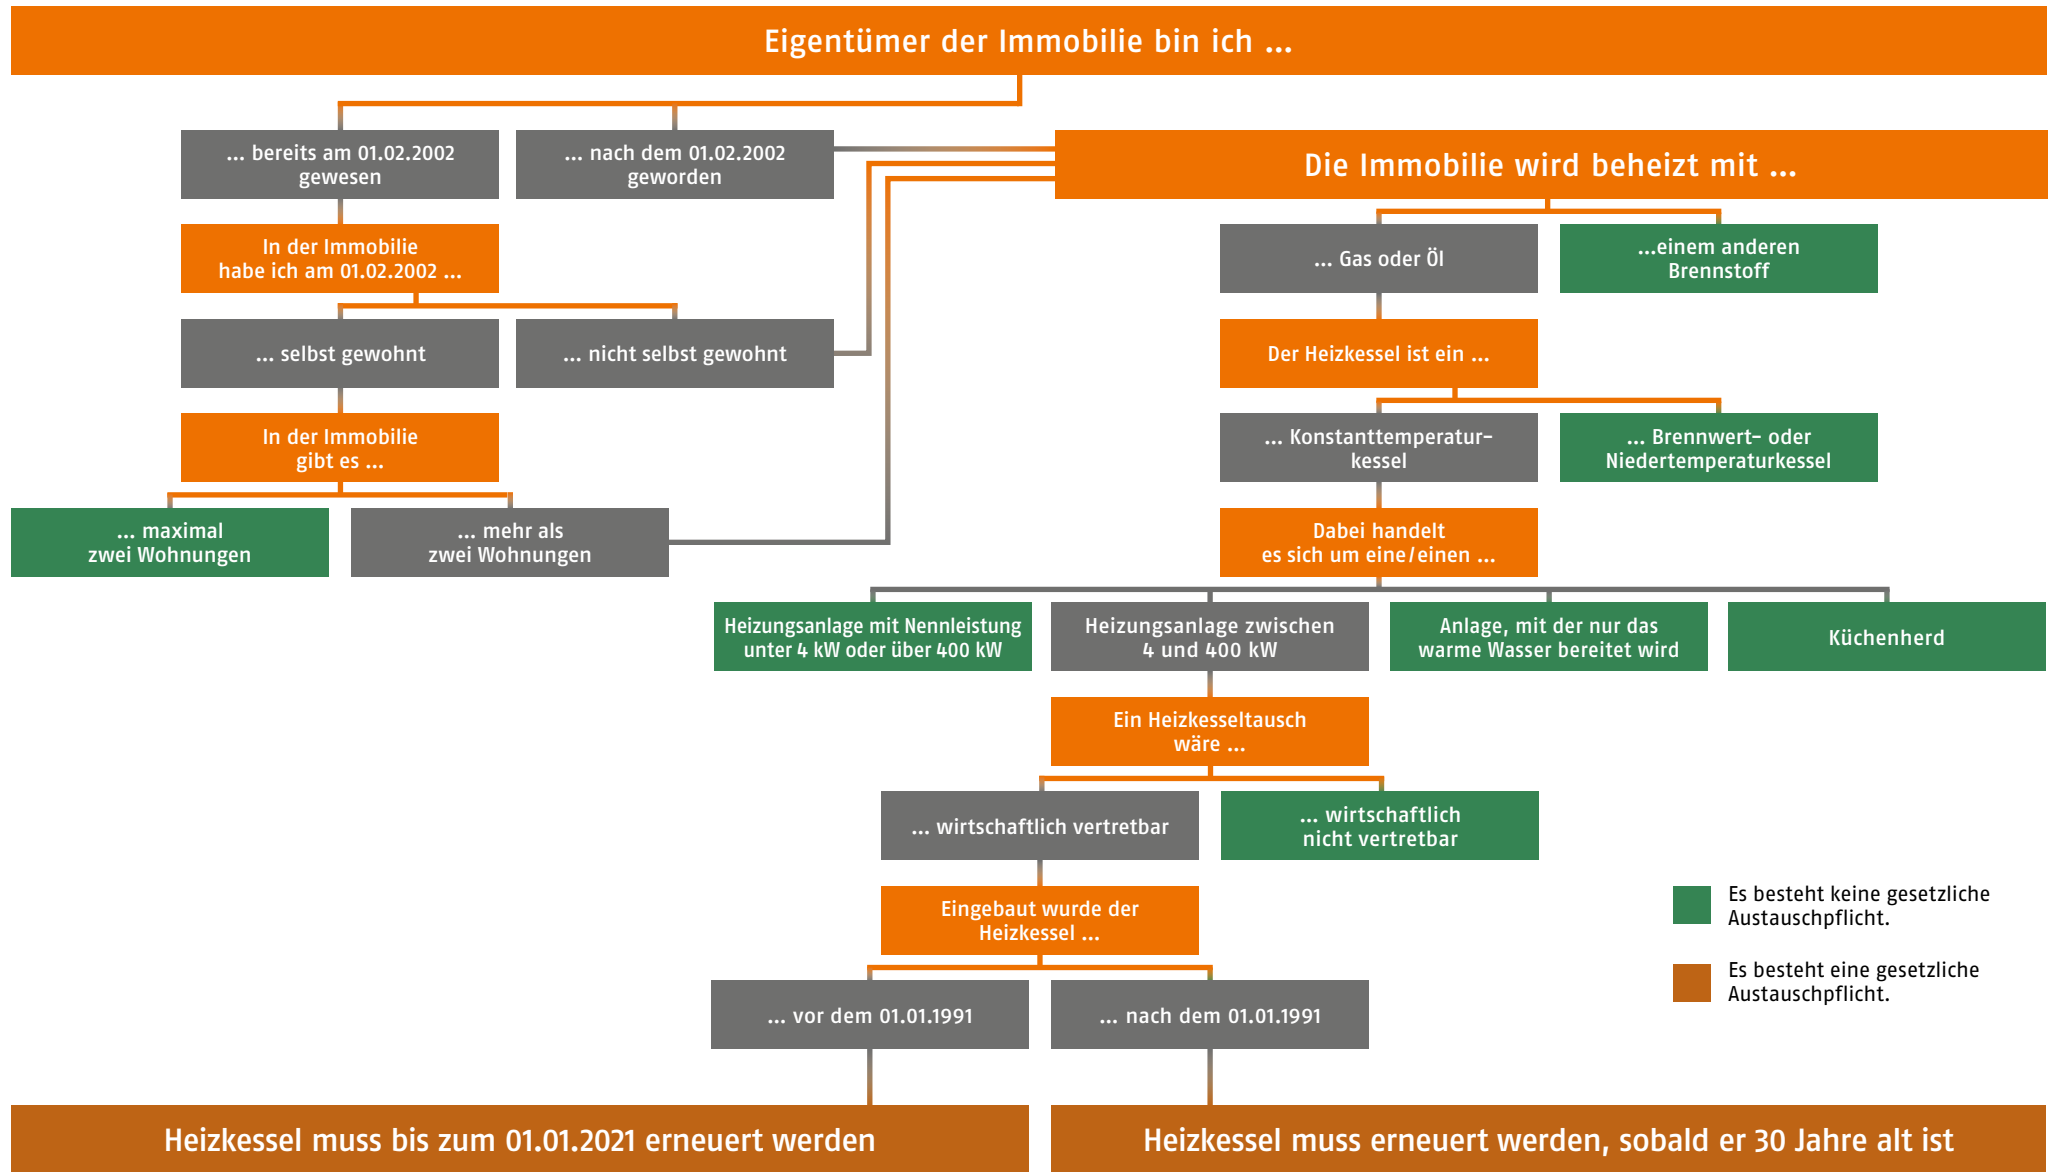 Eigentümer der Immobilie bin ich ...
... bereits am 01.02.2002
gewesen
... nach dem 01.02.2002
geworden
Die Immobilie wird beheizt mit ...
In der Immobilie
habe ich am 01.02.2002 ...
... Gas oder Öl
...einem anderen
Brennstoff
... selbst gewohnt
... nicht selbst gewohnt
Der Heizkessel ist ein ...
In der Immobilie
gibt es ...
... Konstanttemperatur-
kessel
... Brennwert- oder
Niedertemperaturkessel
... maximal
zwei Wohnungen
... mehr als
zwei Wohnungen
Dabei handelt
es sich um eine/einen ...
Heizungsanlage mit Nennleistung
unter 4 kW oder über 400 kW
Heizungsanlage zwischen
4 und 400 kW
Anlage, mit der nur das
warme Wasser bereitet wird
Küchenherd
Ein Heizkesseltausch
wäre ...
... wirtschaftlich vertretbar
... wirtschaftlich
nicht vertretbar
Eingebaut wurde der
Heizkessel ...
Es besteht keine gesetzliche
Austauschpflicht.
Es besteht eine gesetzliche
Austauschpflicht.
... vor dem 01.01.1991
... nach dem 01.01.1991
Heizkessel muss bis zum 01.01.2021 erneuert werden
Heizkessel muss erneuert werden, sobald er 30 Jahre alt ist